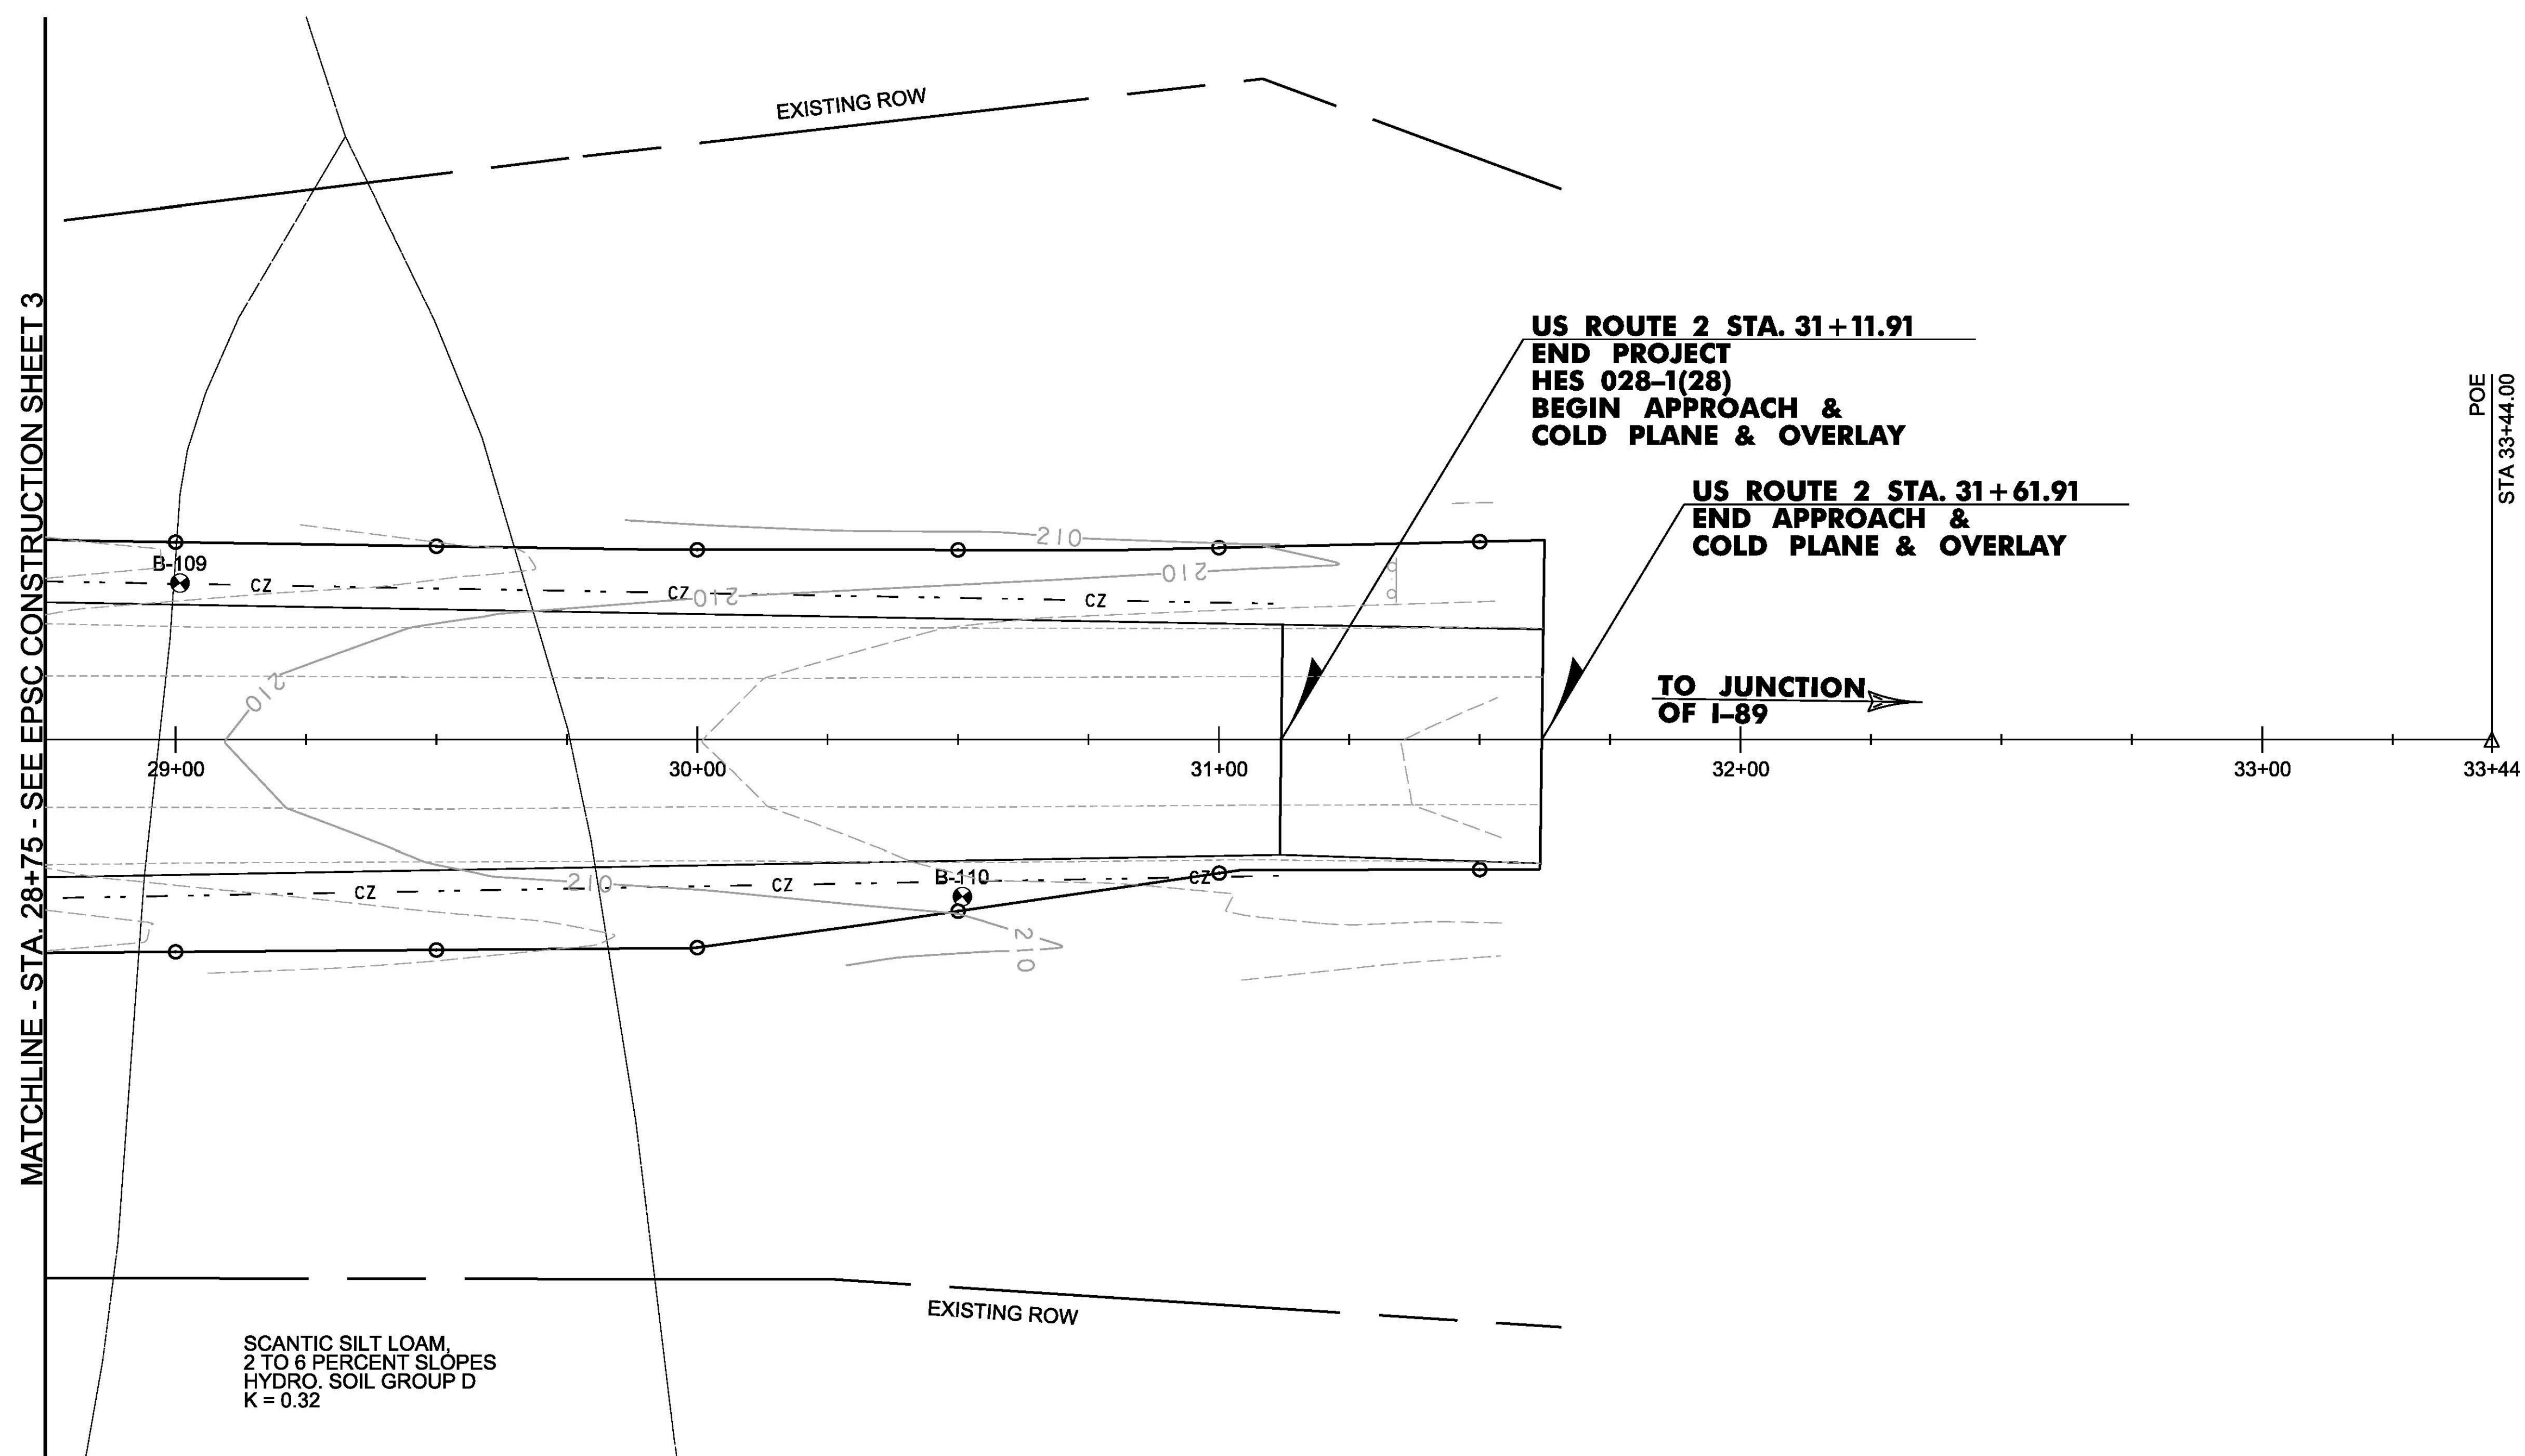 EXISTING ROW
MATCHLINE - STA. 28+75 - SEE EPSC CONSTRUCTION SHEET 3
US ROUTE 2 STA. 31+11.91
END PROJECT
HES 028-1(28)
BEGIN APPROACH &
COLD PLANE & OVERLAY
POE
STA 33+44.00
US ROUTE 2 STA. 31+61.91
END APPROACH &
COLD PLANE & OVERLAY
210
B-109
210
CZ
CZ
210
CZ
210
TO JUNCTION
OF I-89
29+00
30+00
31+00
32+00
33+00
33+44
CZ
210
CZ
B-110
CZ
210
EXISTING ROW
SCANTIC SILT LOAM,
2 TO 6 PERCENT SLOPES
HYDRO. SOIL GROUP D
K = 0.32